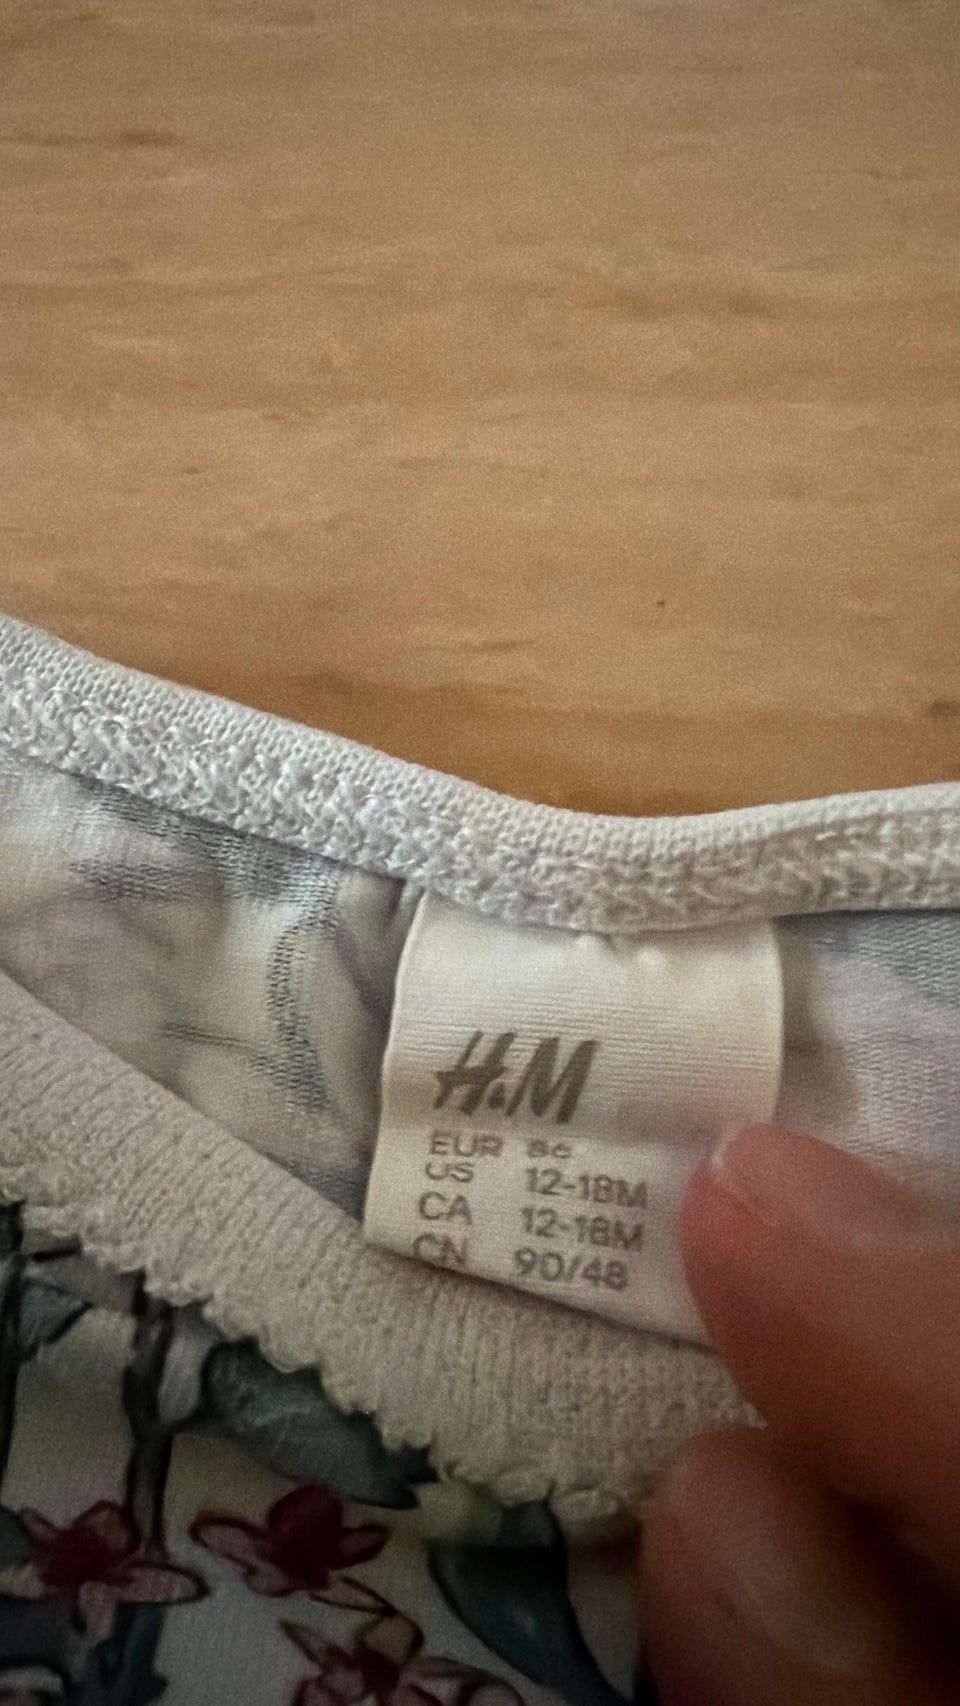 H&M
EUR 86
US 12-18M
CA 12-18M
CN 90/48